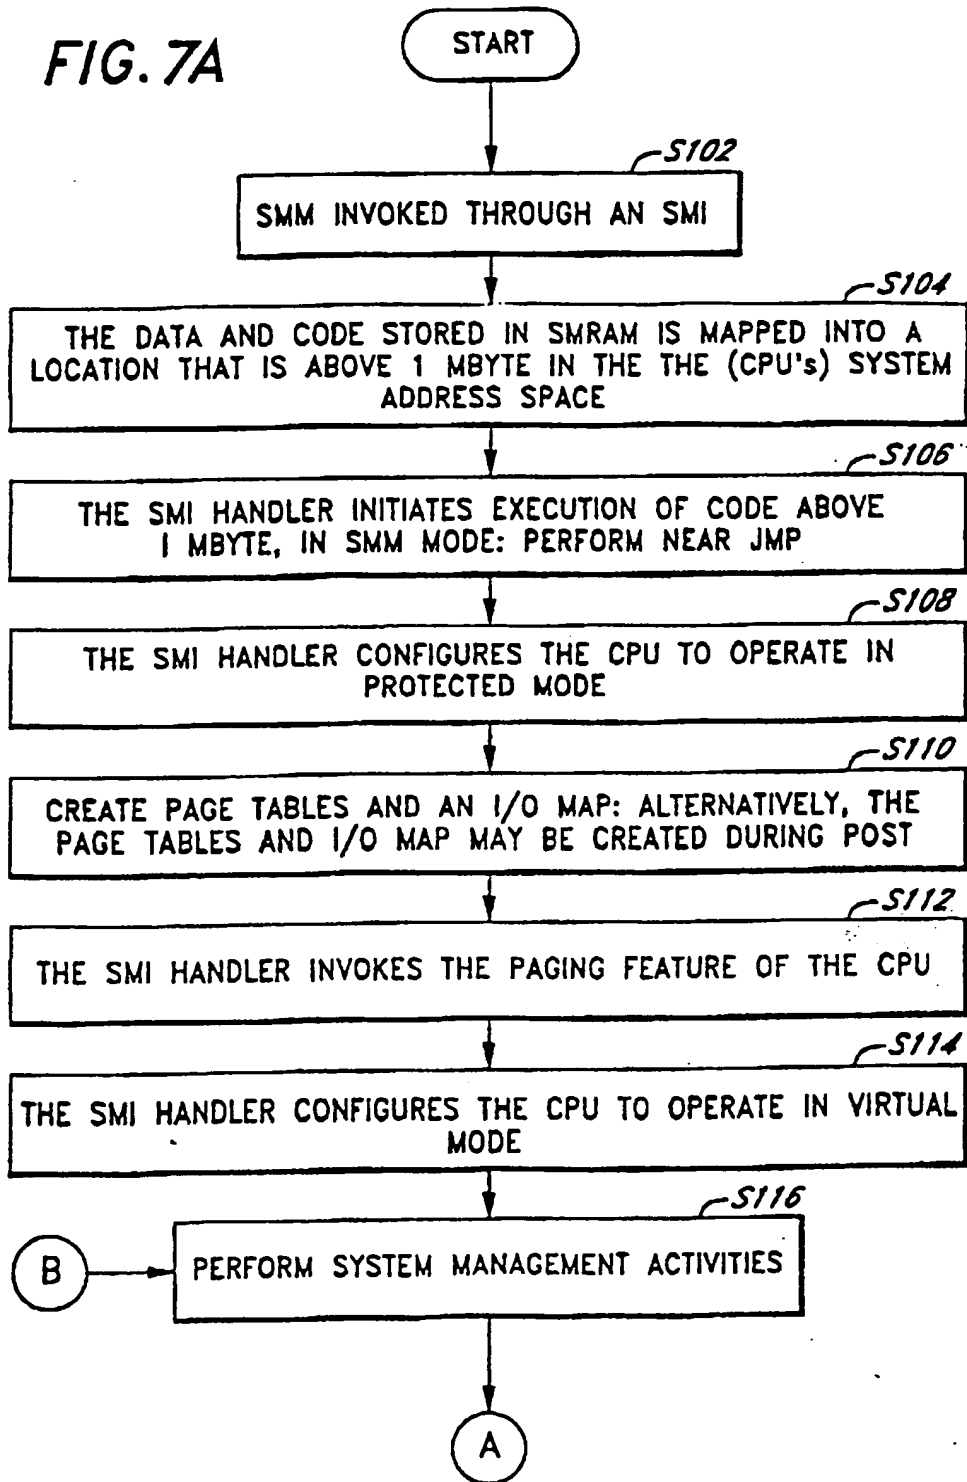 FIG. 7A
START
S102
SMM INVOKED THROUGH AN SMI
S104
THE DATA AND CODE STORED IN SMRAM IS MAPPED INTO A
LOCATION THAT IS ABOVE 1 MBYTE IN THE THE (CPU's) SYSTEM
ADDRESS SPACE
S106
THE SMI HANDLER INITIATES EXECUTION OF CODE ABOVE
1 MBYTE, IN SMM MODE: PERFORM NEAR JMP
S108
THE SMI HANDLER CONFIGURES THE CPU TO OPERATE IN
PROTECTED MODE
S110
CREATE PAGE TABLES AND AN I/O MAP: ALTERNATIVELY, THE
PAGE TABLES AND I/O MAP MAY BE CREATED DURING POST
S112
THE SMI HANDLER INVOKES THE PAGING FEATURE OF THE CPU
S114
THE SMI HANDLER CONFIGURES THE CPU TO OPERATE IN VIRTUAL
MODE
S116
B
PERFORM SYSTEM MANAGEMENT ACTIVITIES
A